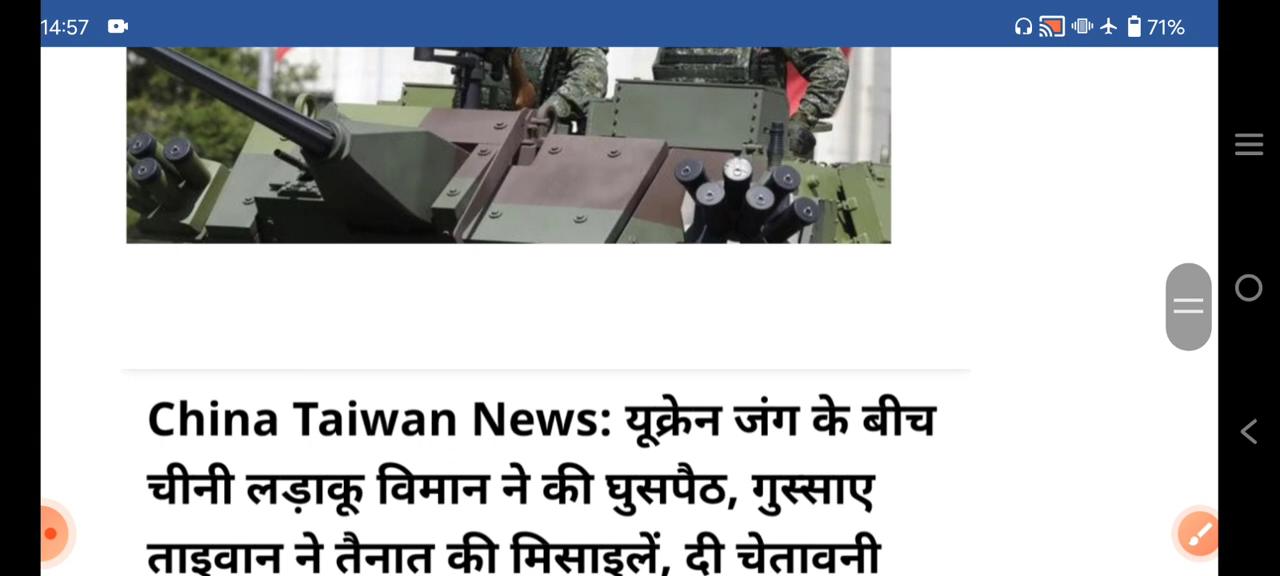 14:57
71%
China Taiwan News: यूक्रेन जंग के बीच
चीनी लड़ाकू विमान ने की घुसपैठ, गुस्साए
ताइवान ने तैनात की मिसाइलें, दी चेतावनी